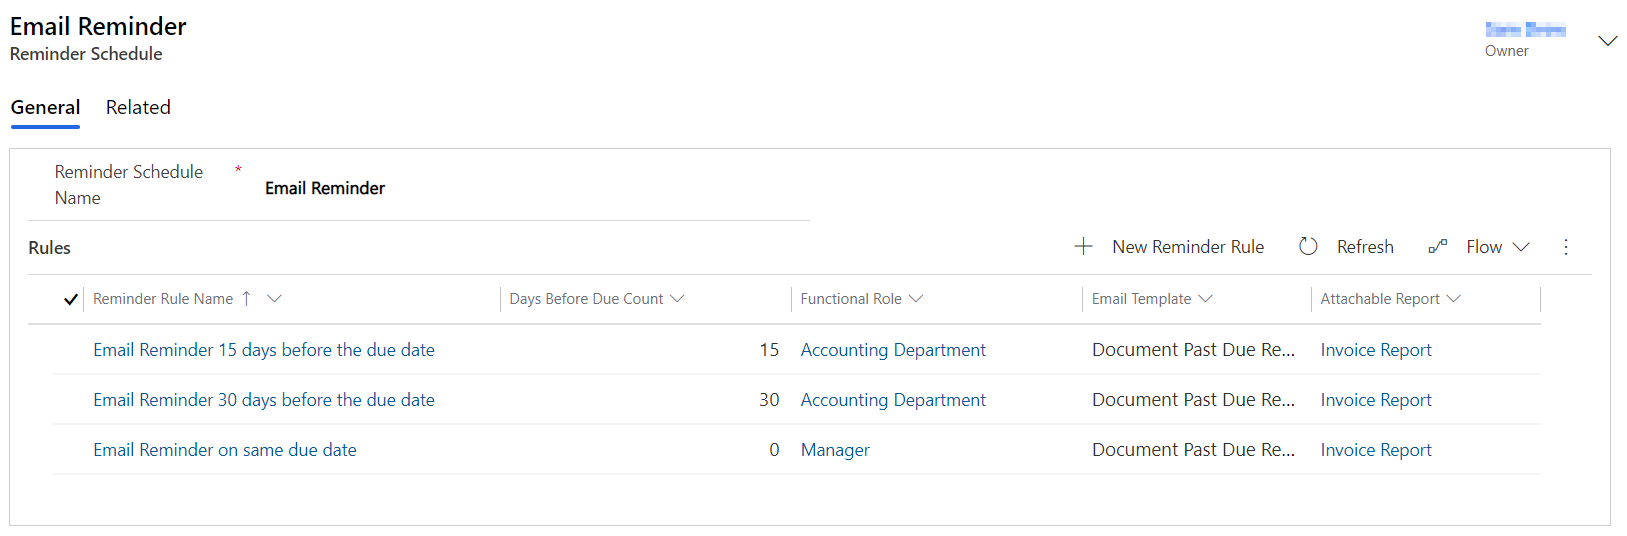 Email Reminder
Reminder Schedule
Owner
General Related
Reminder Schedule Name *
Email Reminder
Rules
New Reminder Rule Refresh Flow
Reminder Rule Name Days Before Due Count Functional Role Email Template Attachable Report
Email Reminder 15 days before the due date 15 Accounting Department Document Past Due Re... Invoice Report
Email Reminder 30 days before the due date 30 Accounting Department Document Past Due Re... Invoice Report
Email Reminder on same due date 0 Manager Document Past Due Re... Invoice Report